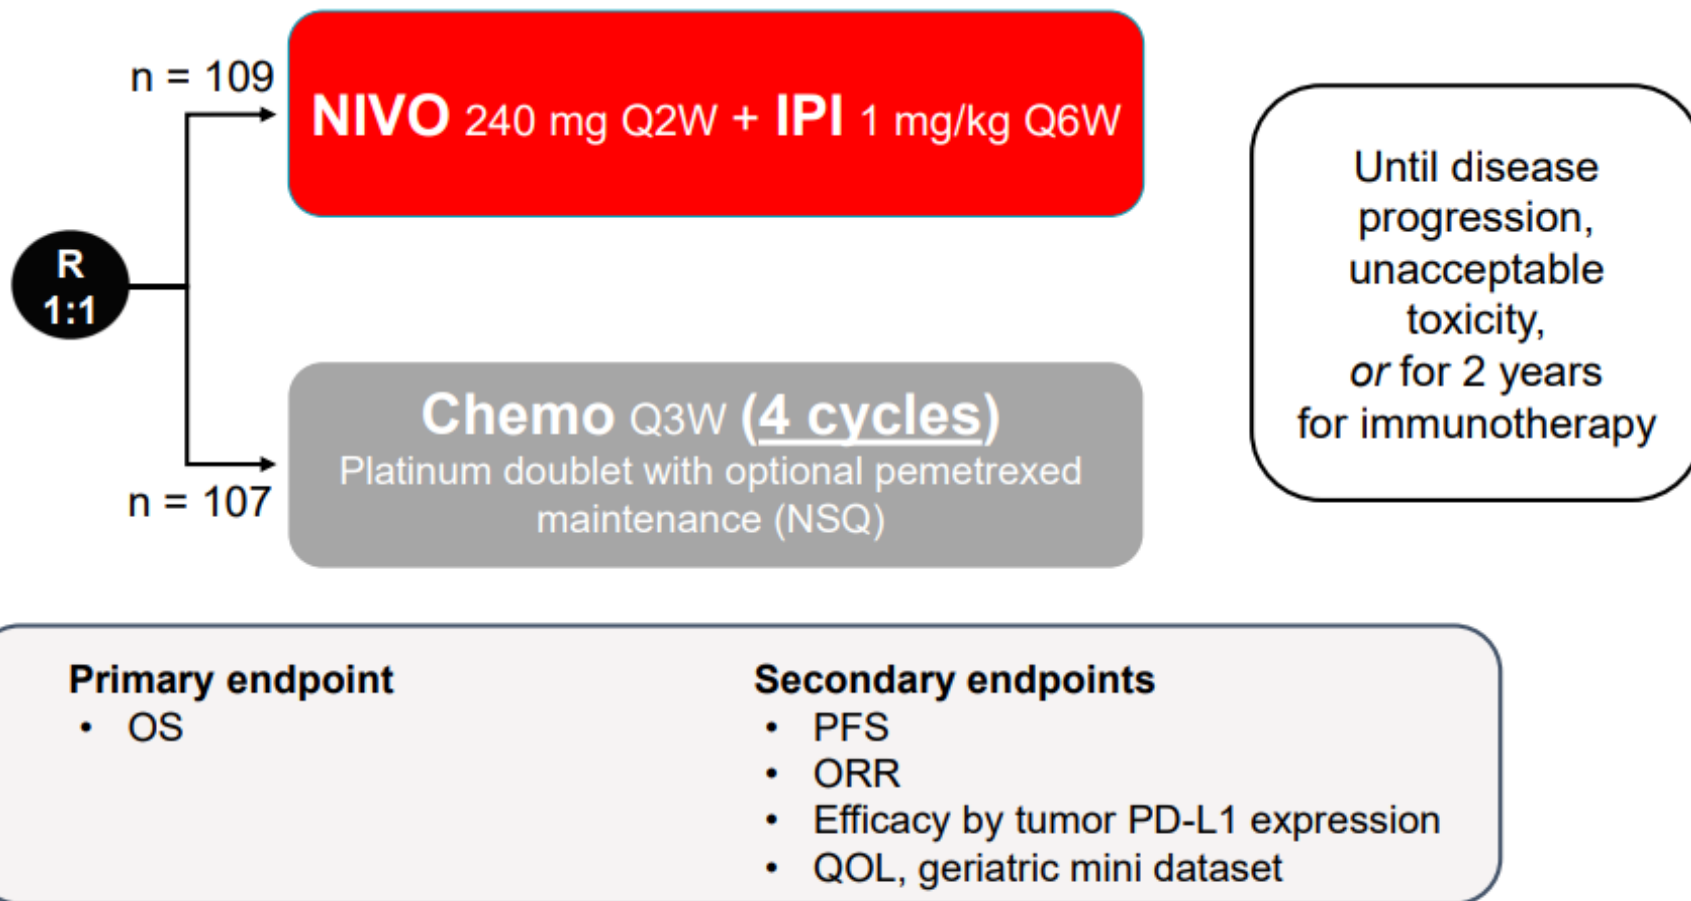 n = 109
NIVO 240 mg Q2W + IPI 1 mg/kg Q6W
R
1:1
Chemo Q3W (4 cycles)
Platinum doublet with optional pemetrexed
maintenance (NSQ)
n = 107
Until disease
progression,
unacceptable
toxicity,
or for 2 years
for immunotherapy
Primary endpoint
• OS
Secondary endpoints
• PFS
• ORR
• Efficacy by tumor PD-L1 expression
• QOL, geriatric mini dataset